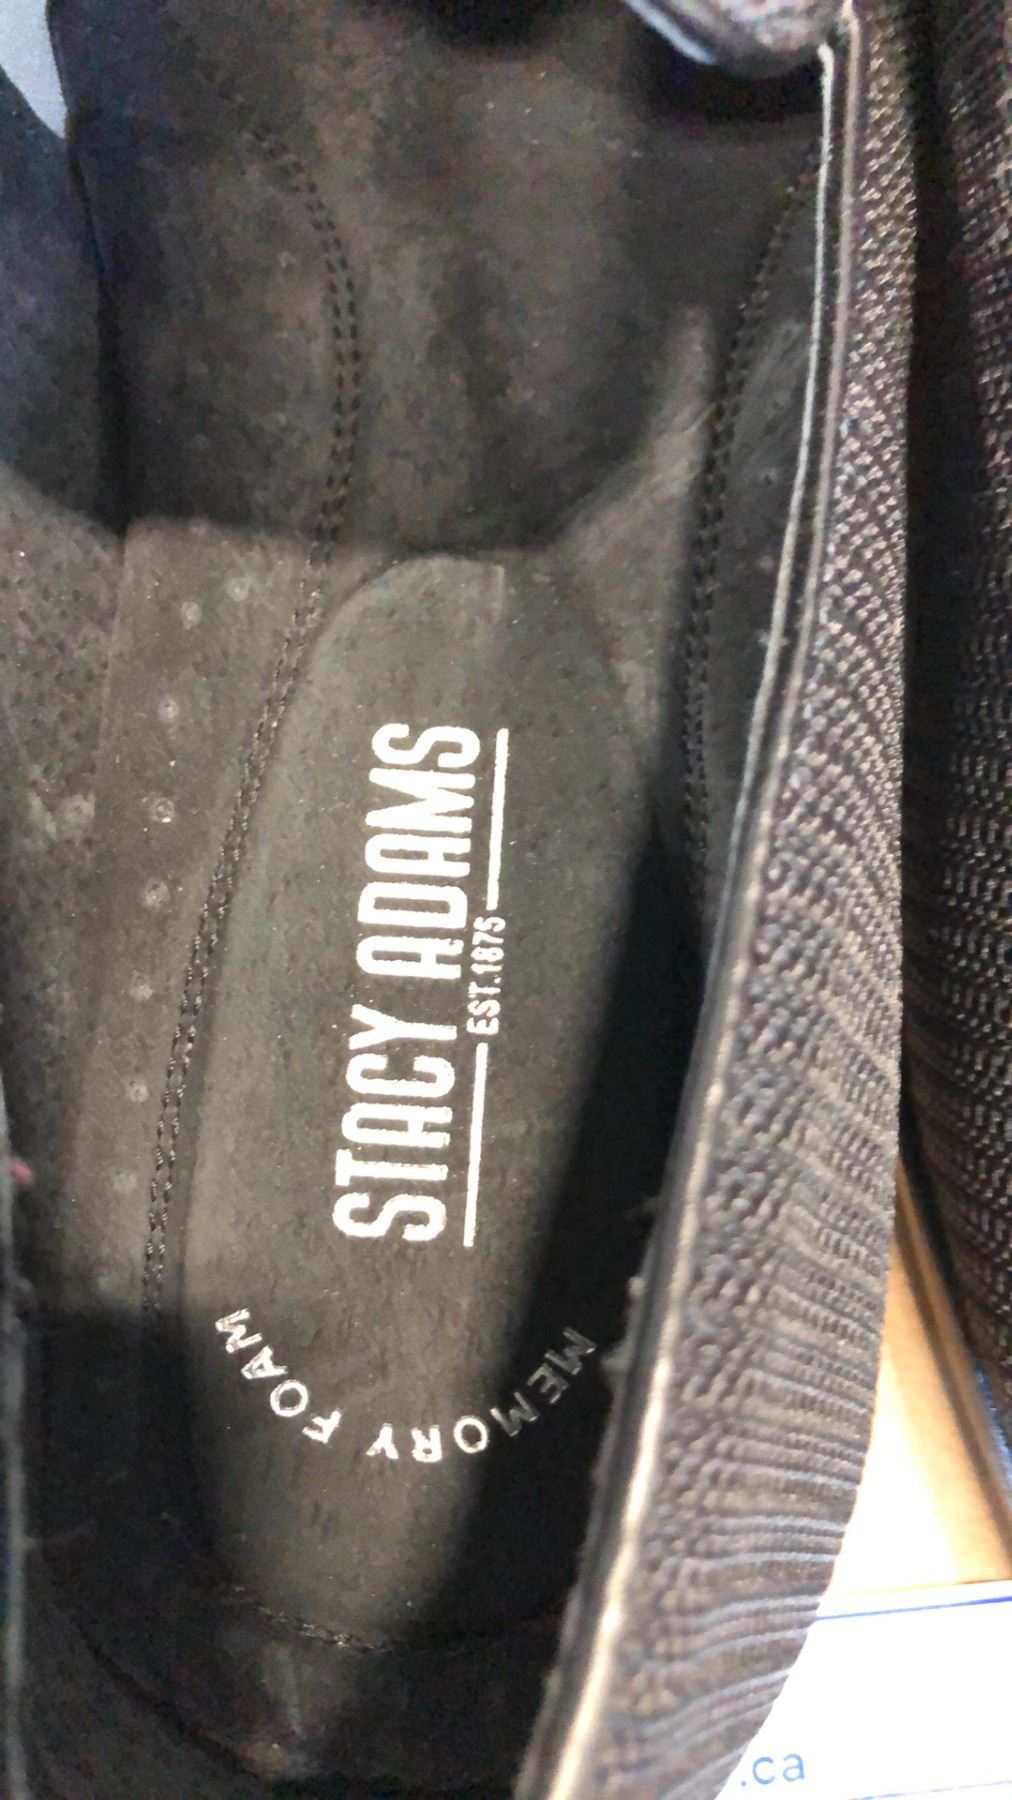 STACY ADAMS
EST.1875
MEMORY FOAM
.ca